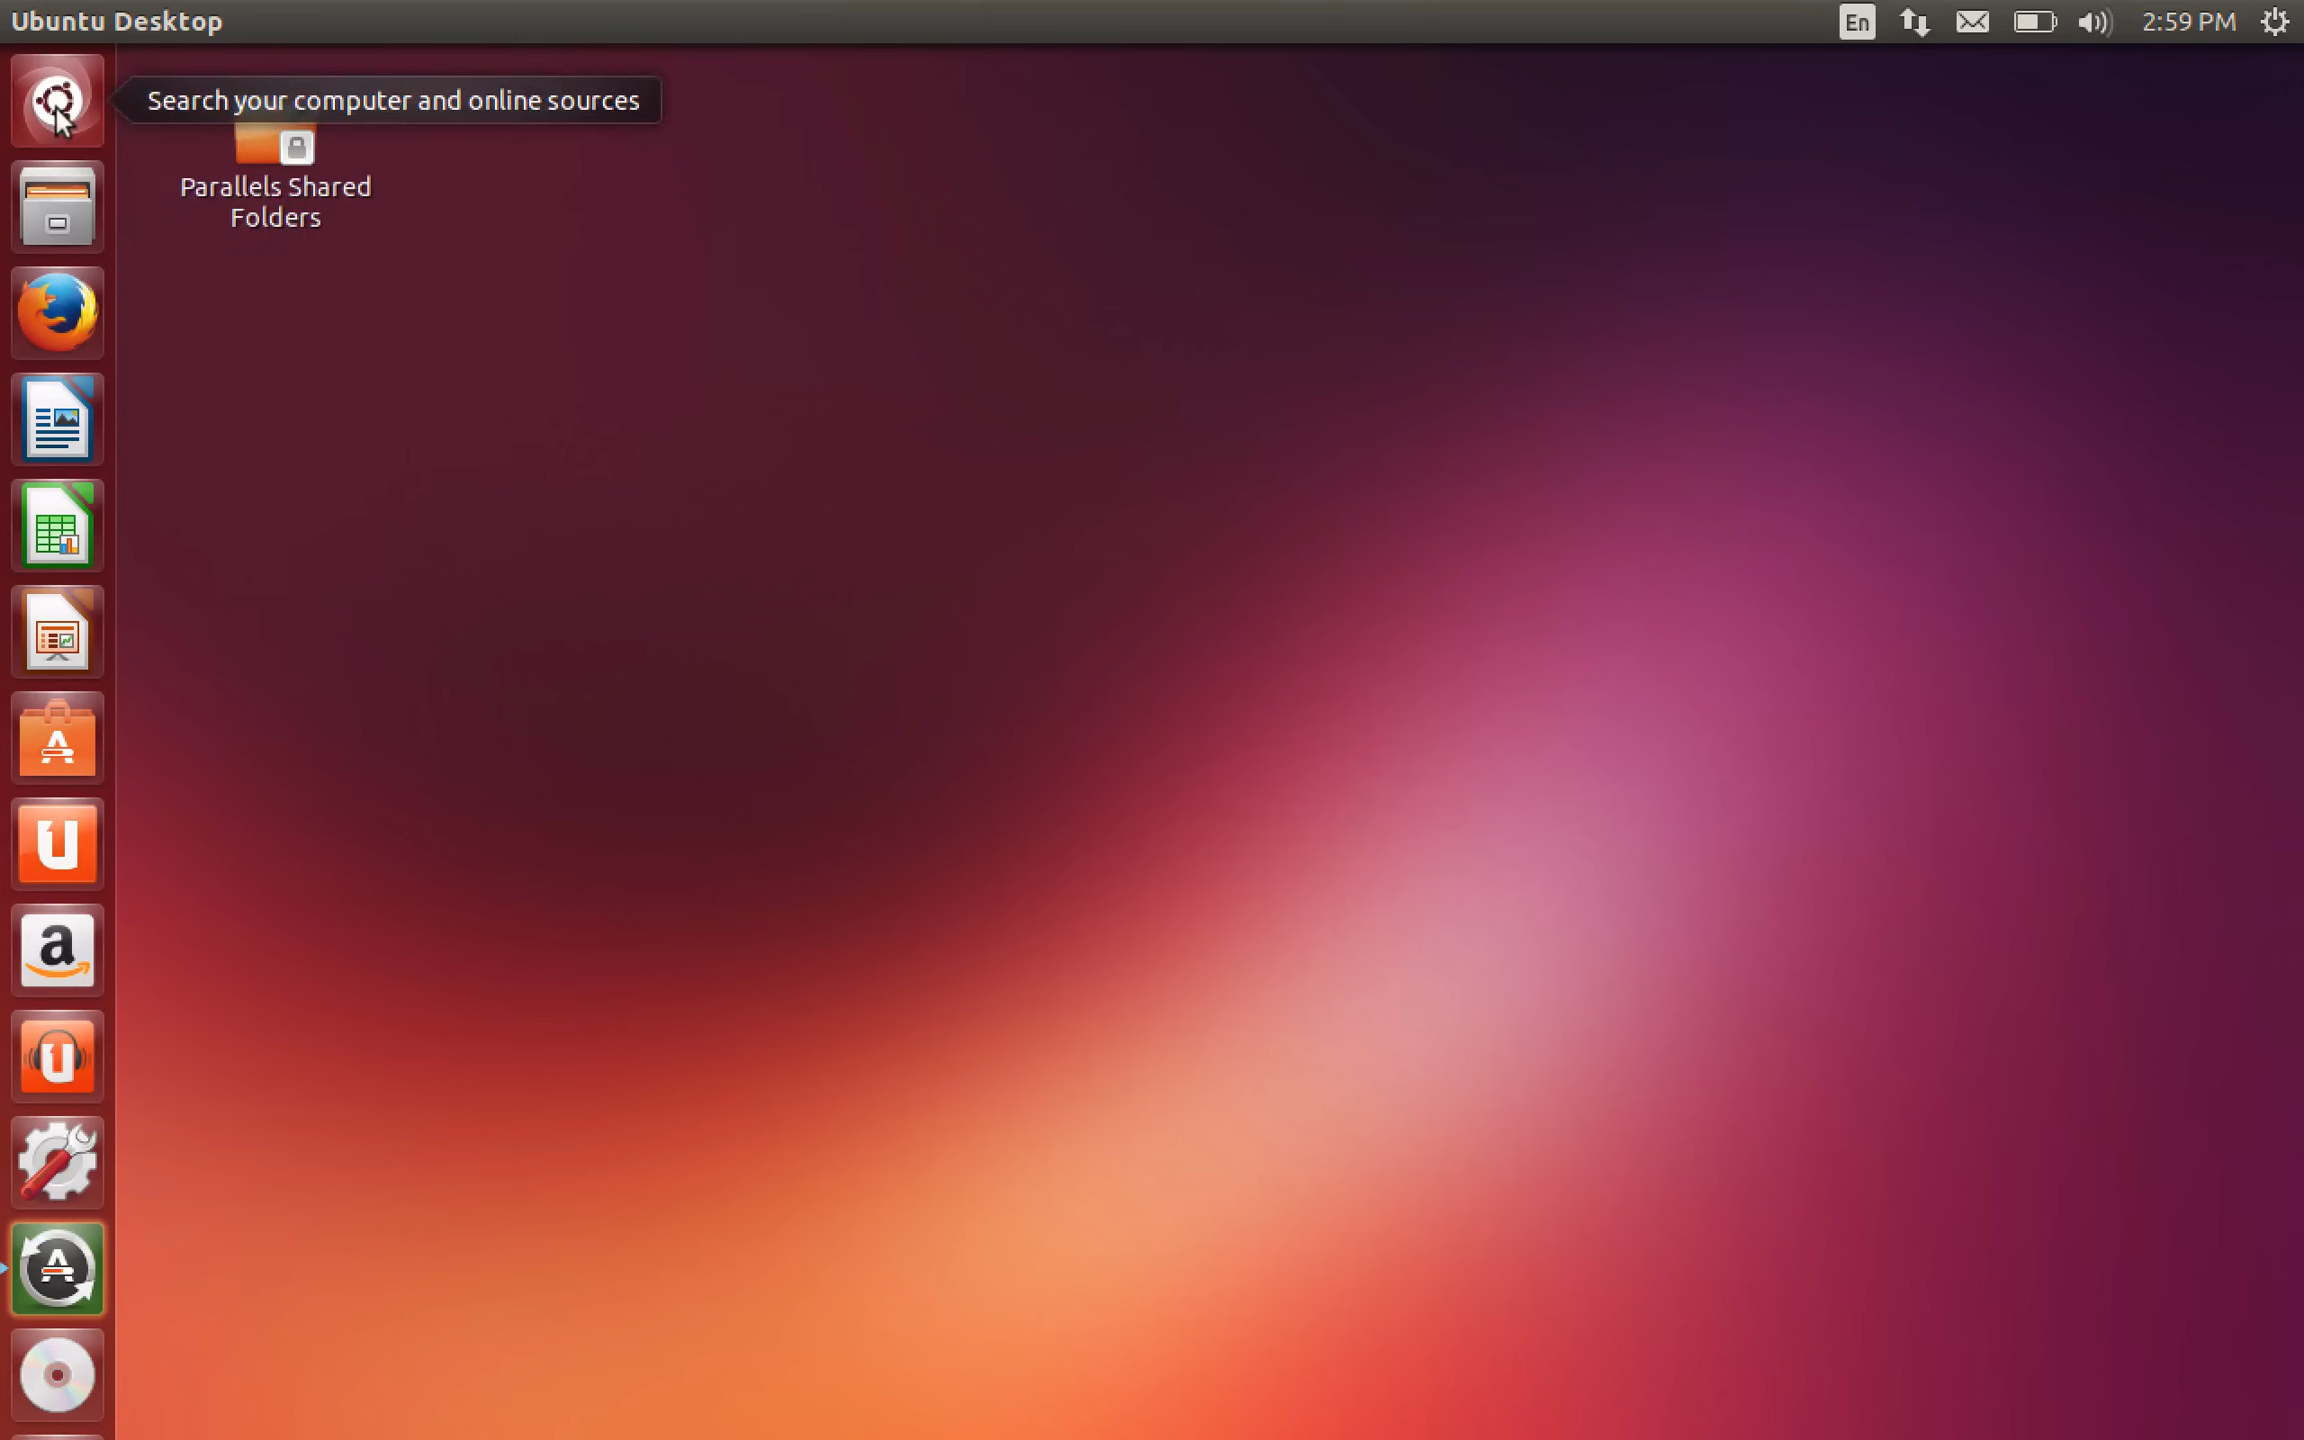 Ubuntu Desktop
En
2:59 PM
Search your computer and online sources
Parallels Shared
Folders